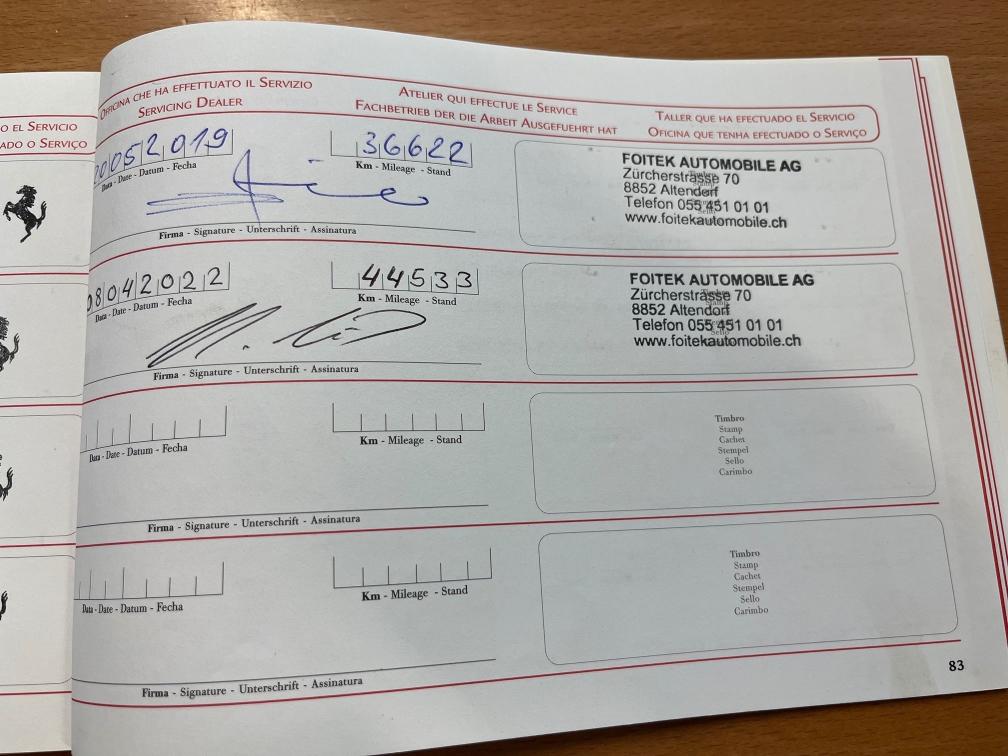 O EL SERVICIO
ADO O SERVIÇO
OFFICINA CHE HA EFFETTUATO IL SERVIZIO
SERVICING DEALER
ATELIER QUI EFFECTUE LE SERVICE
FACHBETRIEB DER DIE ARBEIT AUSGEFUEHRT HAT
TALLER QUE HA EFECTUADO EL SERVICIO
OFICINA QUE TENHA EFECTUADO O SERVIÇO
0052019
Data - Date - Datum - Fecha
36622
Km - Mileage - Stand
Firma - Signature - Unterschrift - Assinatura
FOITEK AUTOMOBILE AG
Zürcherstrasse 70
8852 Altendorf
Telefon 055 451 01 01
www.foitekautomobile.ch
08042022
Data - Date - Datum - Fecha
44533
Km - Mileage - Stand
Firma - Signature - Unterschrift - Assinatura
FOITEK AUTOMOBILE AG
Zürcherstrasse 70
8852 Altendorf
Telefon 055 451 01 01
www.foitekautomobile.ch
Data - Date - Datum - Fecha
Km - Mileage - Stand
Firma - Signature - Unterschrift - Assinatura
Timbro
Stamp
Cachet
Stempel
Sello
Carimbo
Data - Date - Datum - Fecha
Km - Mileage - Stand
Firma - Signature - Unterschrift - Assinatura
Timbro
Stamp
Cachet
Stempel
Sello
Carimbo
83